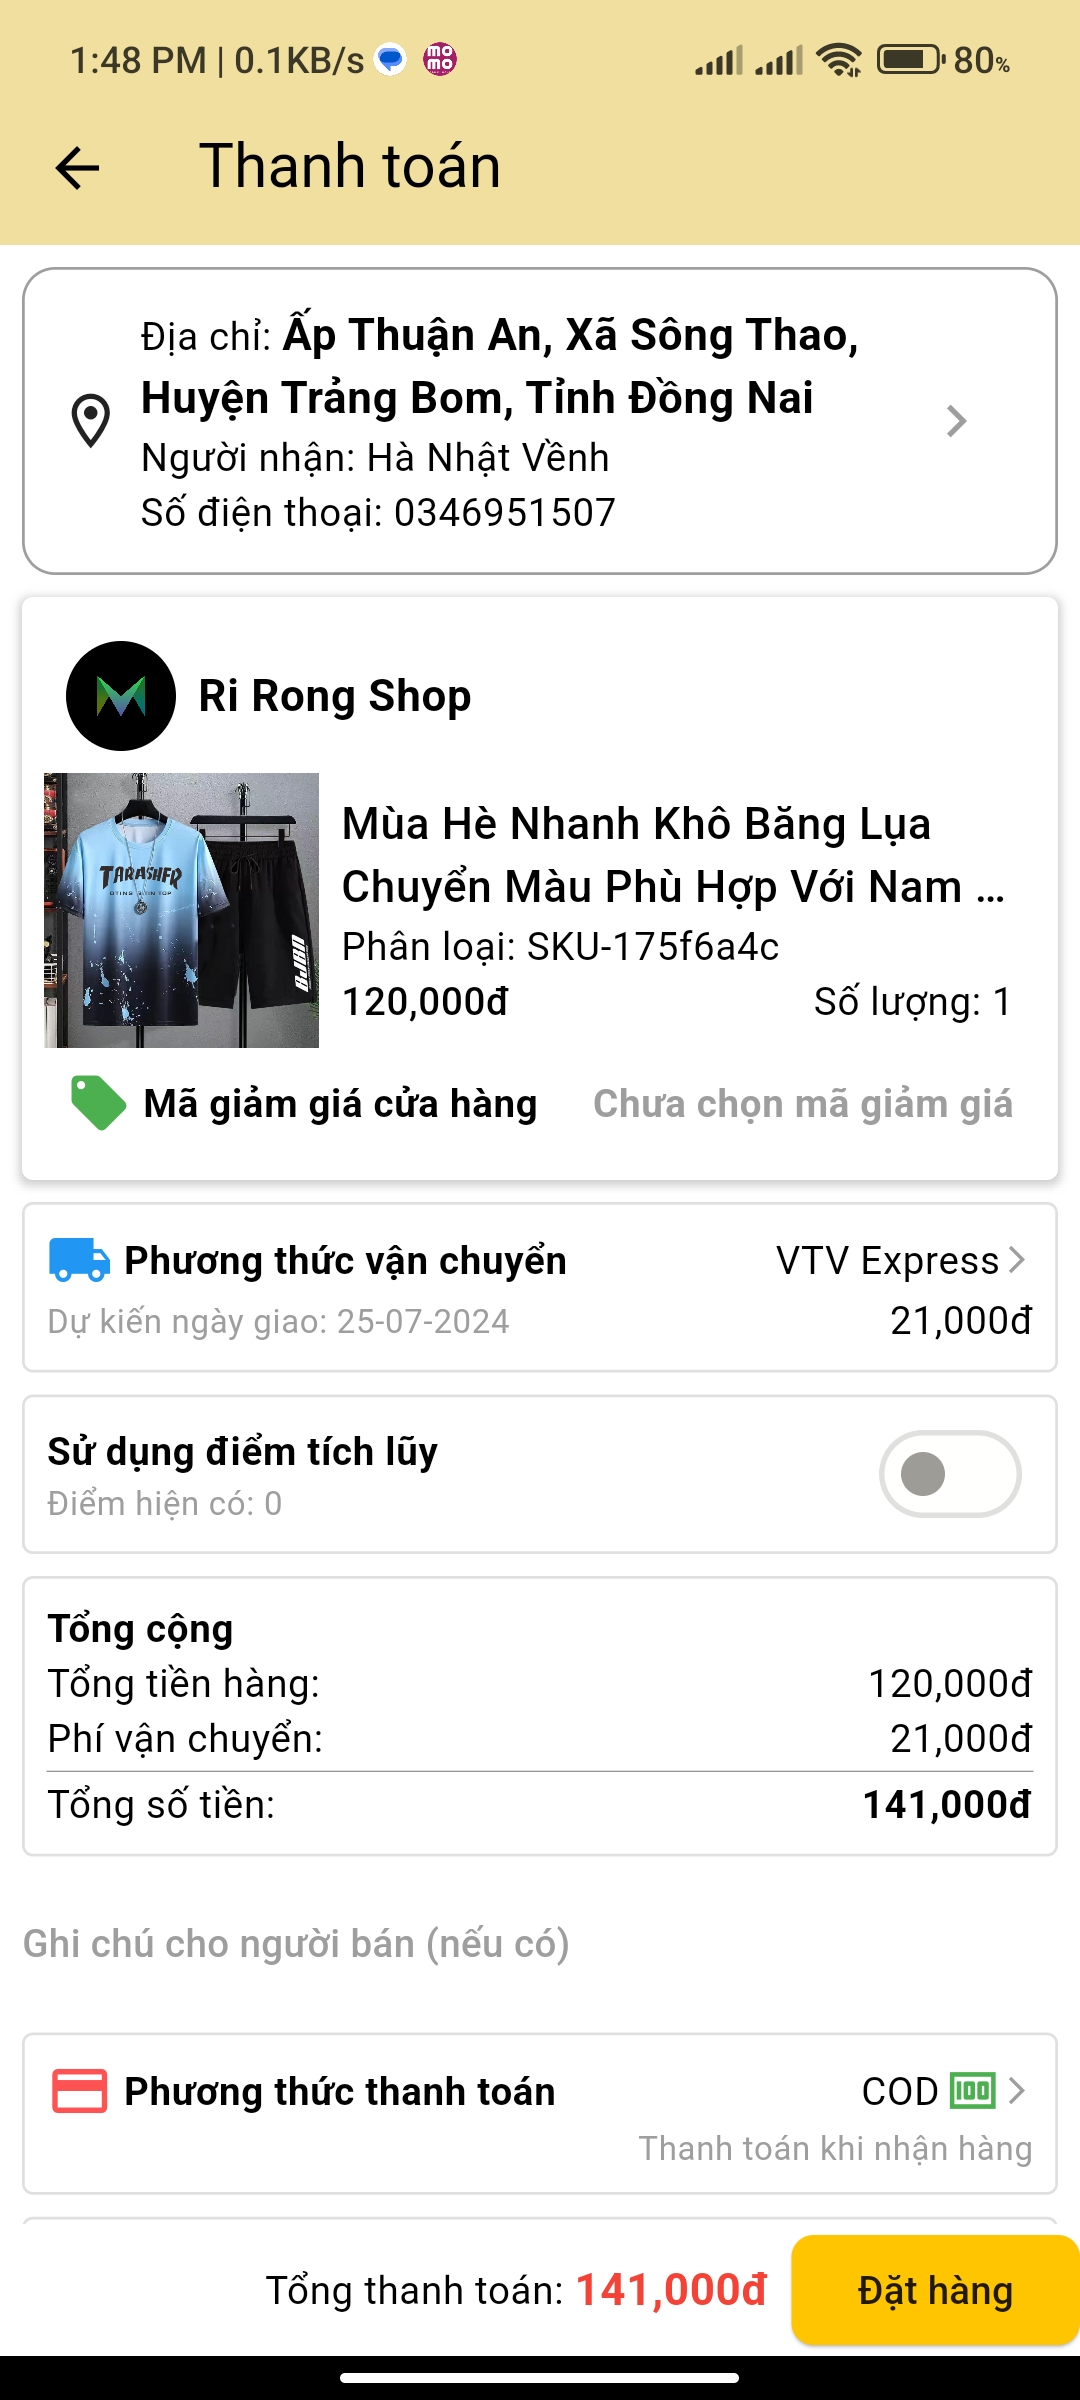 1:48 PM | 0.1KB/s
mo
mo
80%
Thanh toán
Địa chỉ: Ấp Thuận An, Xã Sông Thao,
Huyện Trảng Bom, Tỉnh Đồng Nai
Người nhận: Hà Nhật Vềnh
Số điện thoại: 0346951507
Ri Rong Shop
TARASHFR
Mùa Hè Nhanh Khô Băng Lụa
Chuyển Màu Phù Hợp Với Nam ...
Phân loại: SKU-175f6a4c
120,000đ
Số lượng: 1
Mã giảm giá cửa hàng
Chưa chọn mã giảm giá
Phương thức vận chuyển
VTV Express
Dự kiến ngày giao: 25-07-2024
21,000đ
Sử dụng điểm tích lũy
Điểm hiện có: 0
Tổng cộng
Tổng tiền hàng: 120,000đ
Phí vận chuyển: 21,000đ
Tổng số tiền: 141,000đ
Ghi chú cho người bán (nếu có)
Phương thức thanh toán
COD
100
Thanh toán khi nhận hàng
Tổng thanh toán: 141,000đ
Đặt hàng